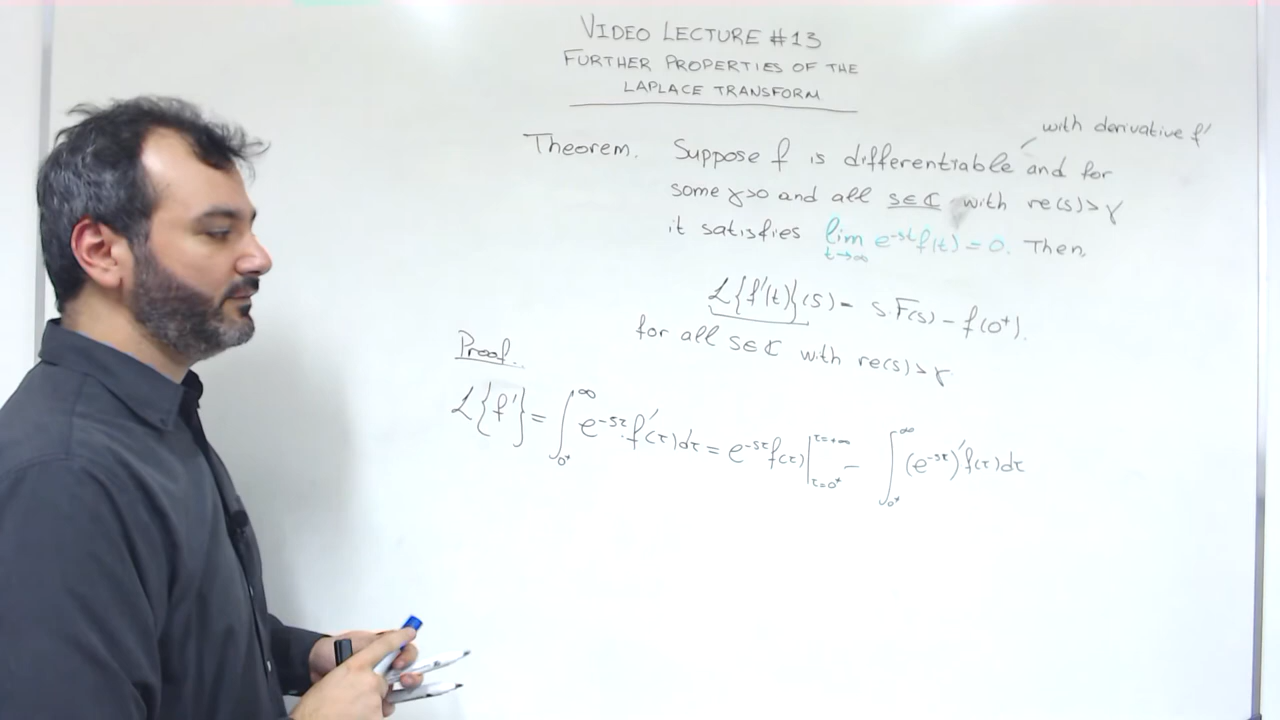 VIDEO LECTURE #13
FURTHER PROPERTIES OF THE
LAPLACE TRANSFORM
with derivative f'
Theorem. Suppose f is differentiable and for
some γ>0 and all s∈ℂ with re(s)>γ
it satisfies lim t→∞ e^{-st}f(t)=0. Then,
ℒ{f'(t)}(s) = s.F(s) - f(0⁺).
for all s∈ℂ with re(s)>γ
Proof.
ℒ{f'} = ∫_{0⁺}^{∞} e^{-sτ}.f'(τ)dτ = e^{-sτ}f(τ)|_{τ=0⁺}^{τ=+∞} - ∫_{0⁺}^{∞} (e^{-sτ})'f(τ)dτ